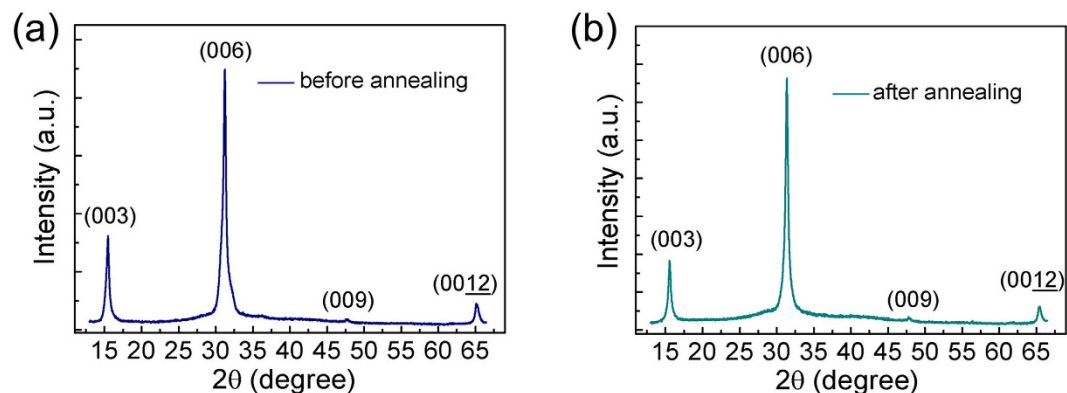 (a)
(006)
before annealing
(003)
(009)
(0012)
Intensity (a.u.)
15 20 25 30 35 40 45 50 55 60 65
2θ (degree)
(b)
(006)
after annealing
(003)
(009)
(0012)
Intensity (a.u.)
15 20 25 30 35 40 45 50 55 60 65
2θ (degree)